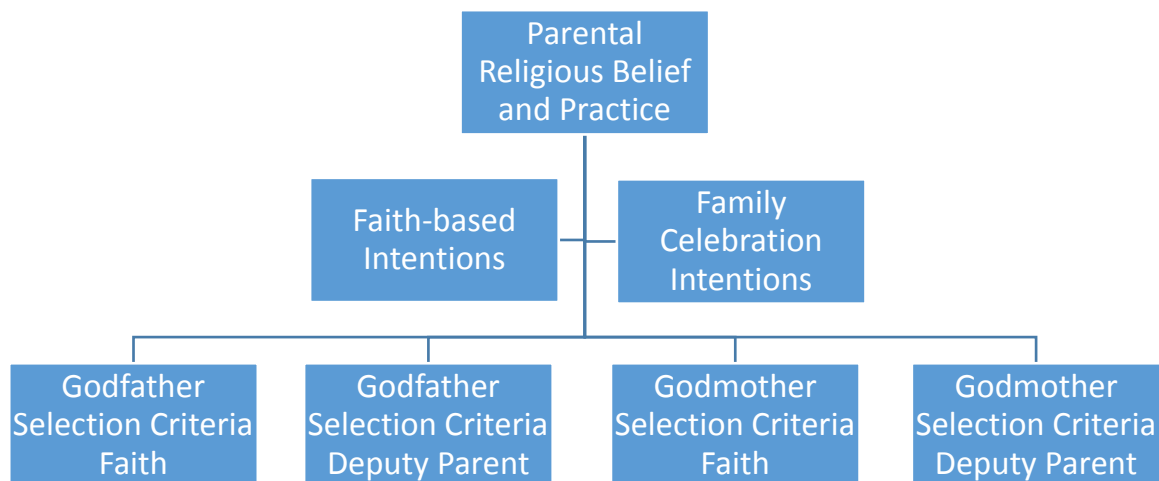 Parental
Religious Belief
and Practice
Faith-based
Intentions
Family
Celebration
Intentions
Godfather
Selection Criteria
Faith
Godfather
Selection Criteria
Deputy Parent
Godmother
Selection Criteria
Faith
Godmother
Selection Criteria
Deputy Parent